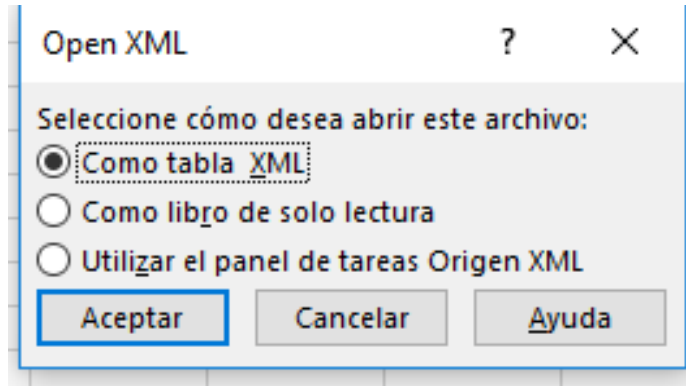 Open XML ? X
Seleccione cómo desea abrir este archivo:
Como tabla XML
Como libro de solo lectura
Utilizar el panel de tareas Origen XML
Aceptar Cancelar Ayuda